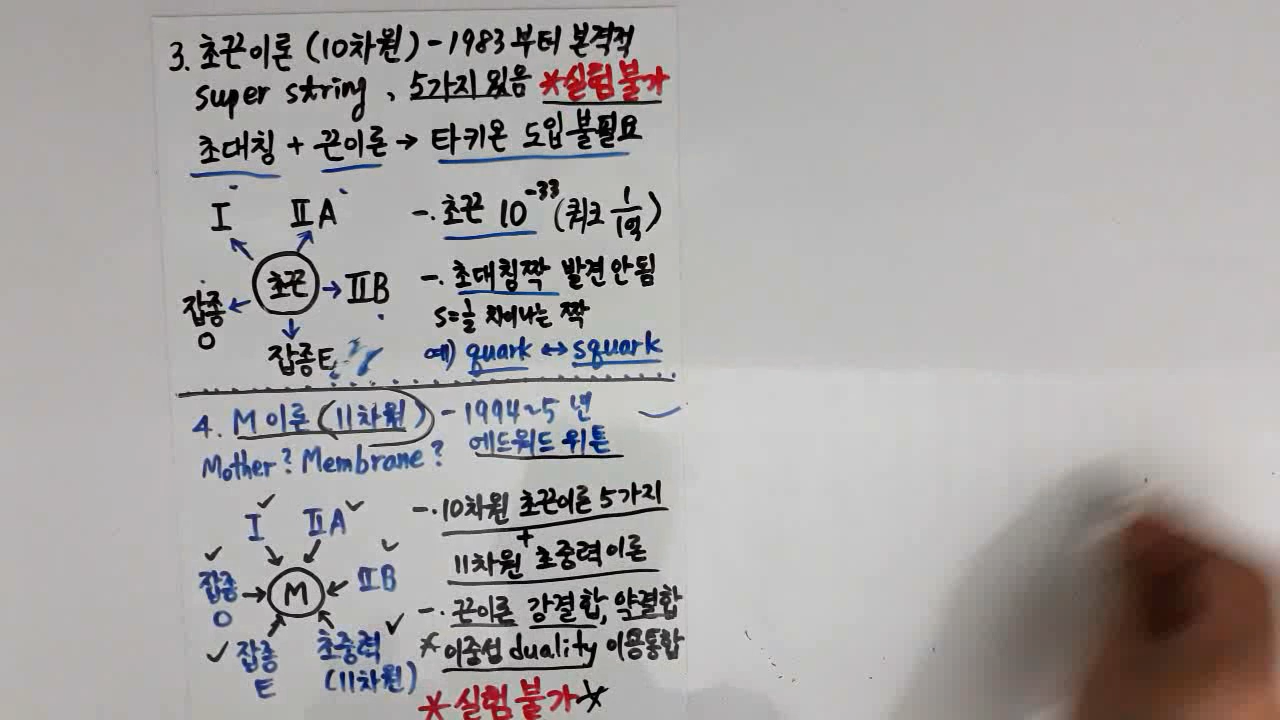 3. 초끈이론 (10차원) - 1983부터 본격적
super string, 5가지 있음 *실험불가
초대칭 + 끈이론 → 타키온 도입 불필요
I ⅡA
초끈
ⅡB
잡종
O
잡종E
-. 초끈 10⁻³³ (쿼크 1/1억)
-. 초대칭짝 발견 안됨
s=½ 차이나는 짝
예) quark ↔ squark
4. M이론 (11차원) - 1994~5년
에드워드 위튼
Mother? Membrane?
I ⅡA
잡종
O
M
ⅡB
잡종
E
초중력
(11차원)
-. 10차원 초끈이론 5가지
+
11차원 초중력이론
-. 끈이론 강결합, 약결합
* 이중성 duality 이용통합
* 실험불가 *